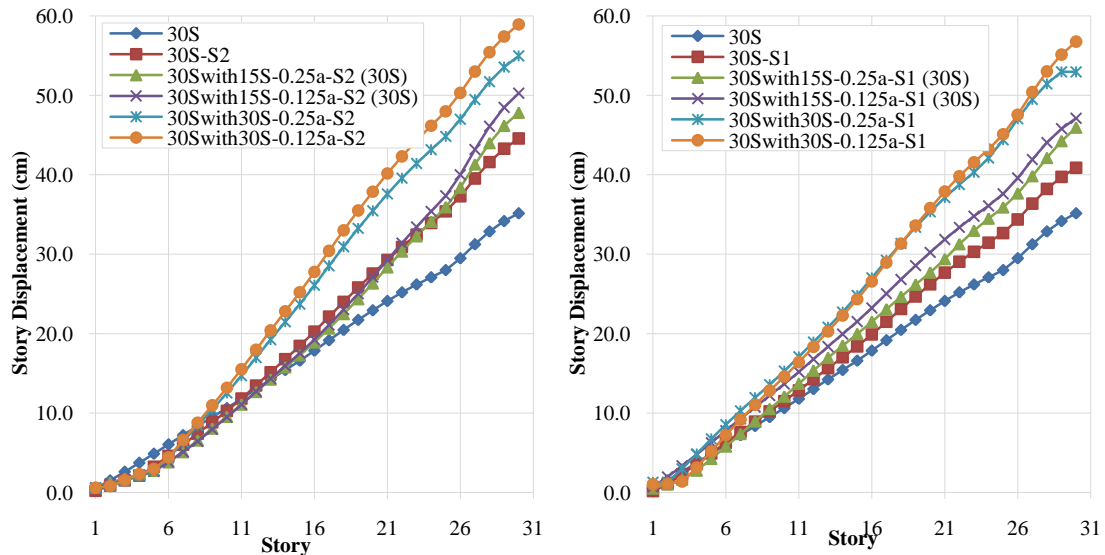 60.0
50.0
40.0
30.0
20.0
10.0
0.0
Story Displacement (cm)
30S
30S-S2
30Swith15S-0.25a-S2 (30S)
30Swith15S-0.125a-S2 (30S)
30Swith30S-0.25a-S2
30Swith30S-0.125a-S2
1 6 11 16 21 26 31
Story
60.0
50.0
40.0
30.0
20.0
10.0
0.0
Story Displacement (cm)
30S
30S-S1
30Swith15S-0.25a-S1 (30S)
30Swith15S-0.125a-S1 (30S)
30Swith30S-0.25a-S1
30Swith30S-0.125a-S1
1 6 11 16 21 26 31
Story